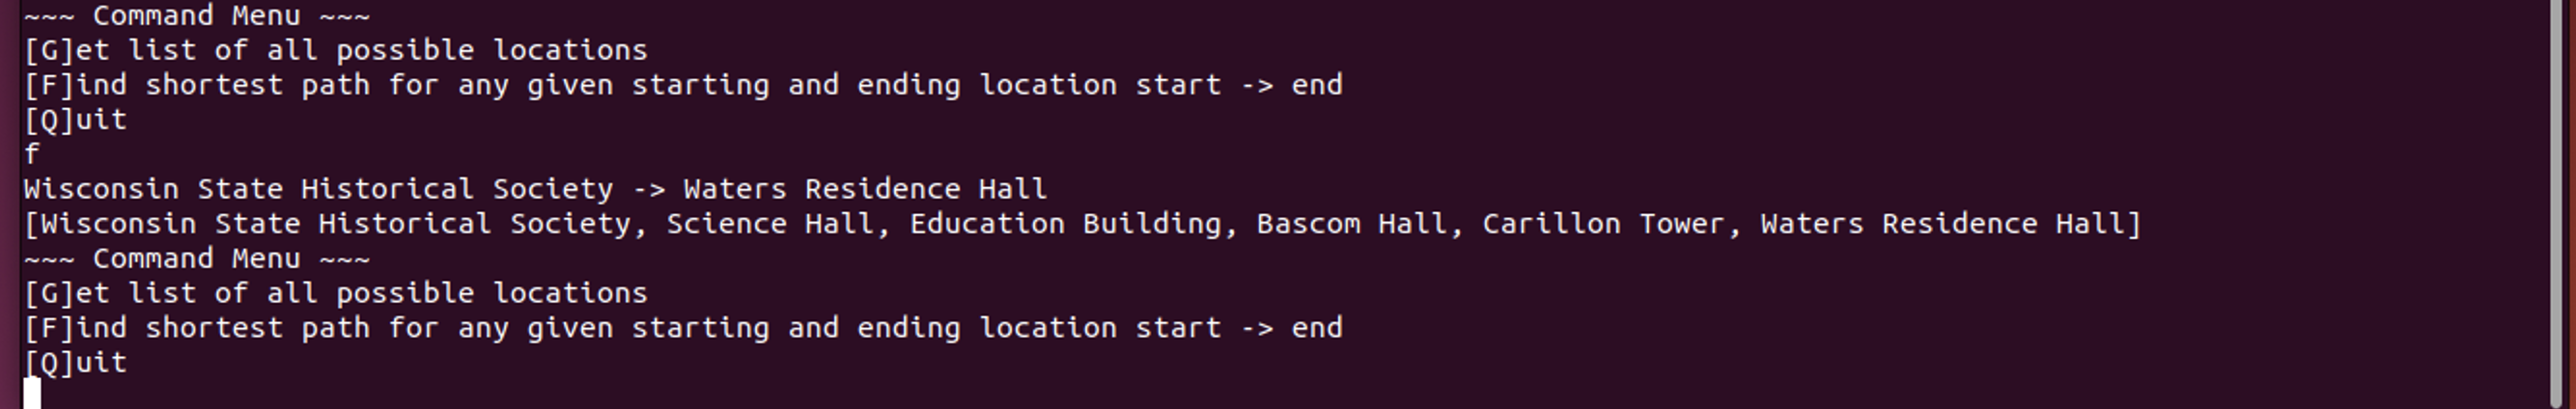 ~~~ Command Menu ~~~
[G]et list of all possible locations
[F]ind shortest path for any given starting and ending location start -> end
[Q]uit
f
Wisconsin State Historical Society -> Waters Residence Hall
[Wisconsin State Historical Society, Science Hall, Education Building, Bascom Hall, Carillon Tower, Waters Residence Hall]
~~~ Command Menu ~~~
[G]et list of all possible locations
[F]ind shortest path for any given starting and ending location start -> end
[Q]uit